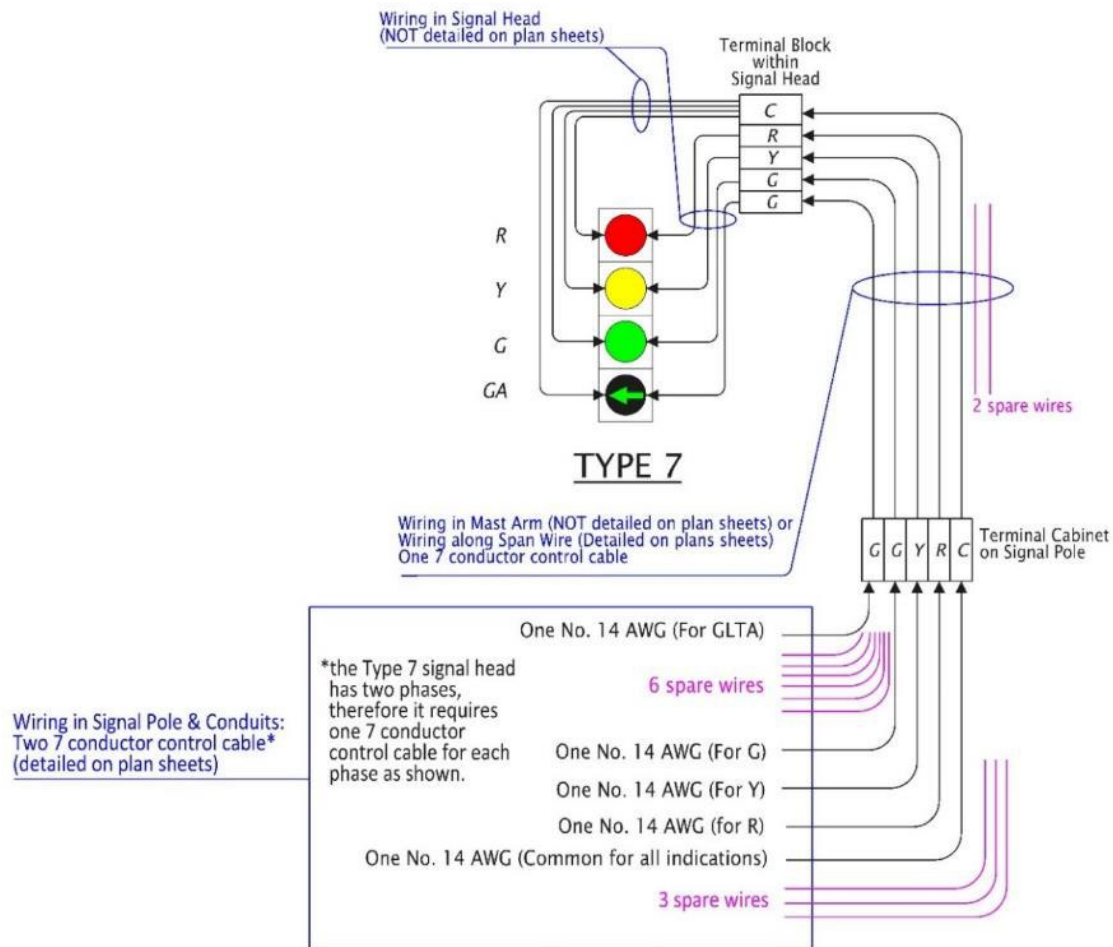 Wiring in Signal Head
(NOT detailed on plan sheets)
Terminal Block
within
Signal Head
C
R
Y
G
G
R
Y
G
GA
TYPE 7
2 spare wires
Wiring in Mast Arm (NOT detailed on plan sheets) or
Wiring along Span Wire (Detailed on plans sheets)
One 7 conductor control cable
G G Y R C
Terminal Cabinet
on Signal Pole
One No. 14 AWG (For GLTA)
*the Type 7 signal head
has two phases,
therefore it requires
one 7 conductor
control cable for each
phase as shown.
6 spare wires
Wiring in Signal Pole & Conduits:
Two 7 conductor control cable*
(detailed on plan sheets)
One No. 14 AWG (For G)
One No. 14 AWG (For Y)
One No. 14 AWG (for R)
One No. 14 AWG (Common for all indications)
3 spare wires